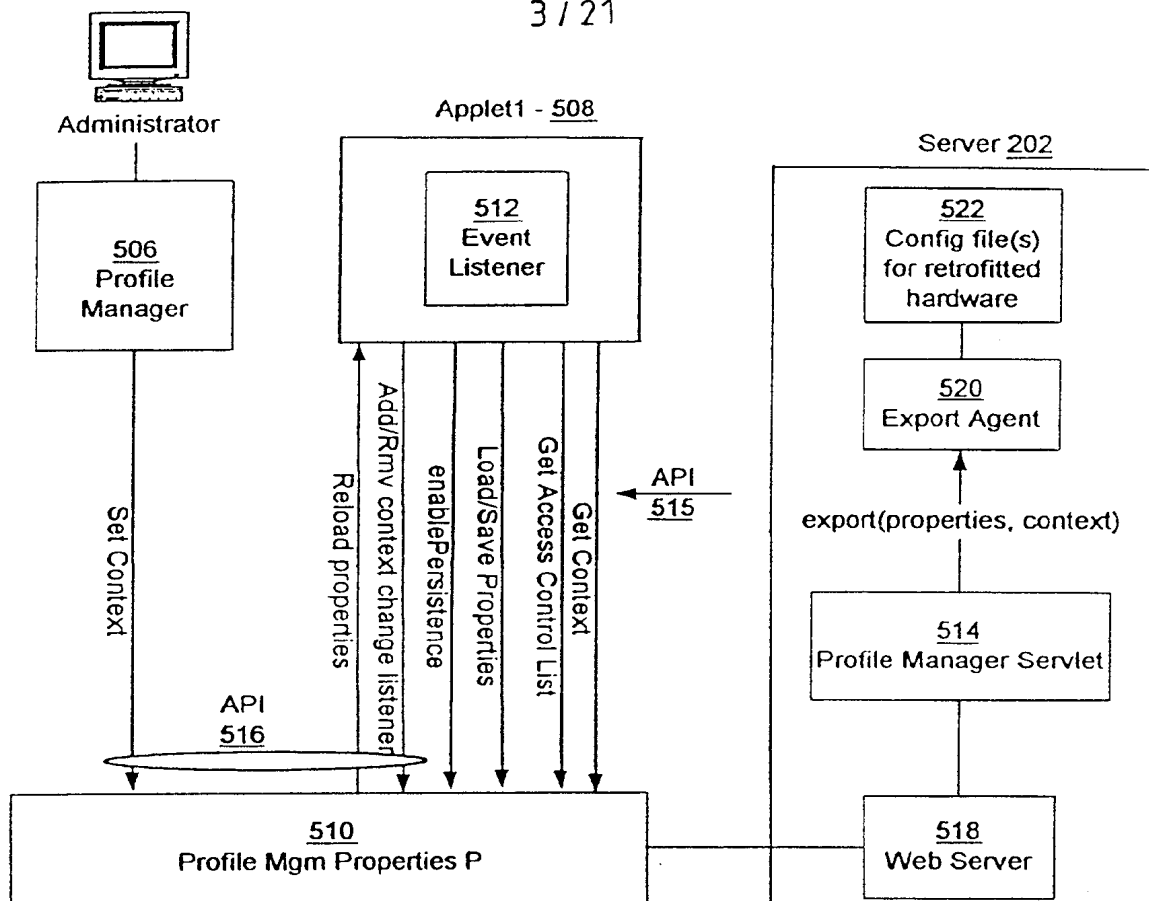 3 / 21
Administrator
Applet1 - 508
Server 202
506
Profile
Manager
512
Event
Listener
522
Config file(s)
for retrofitted
hardware
520
Export Agent
export(properties, context)
514
Profile Manager Servlet
518
Web Server
Set Context
Reload properties
Add/Rmv context change listener
enablePersistence
Load/Save Properties
Get Access Control List
Get Context
API
515
API
516
510
Profile Mgm Properties P